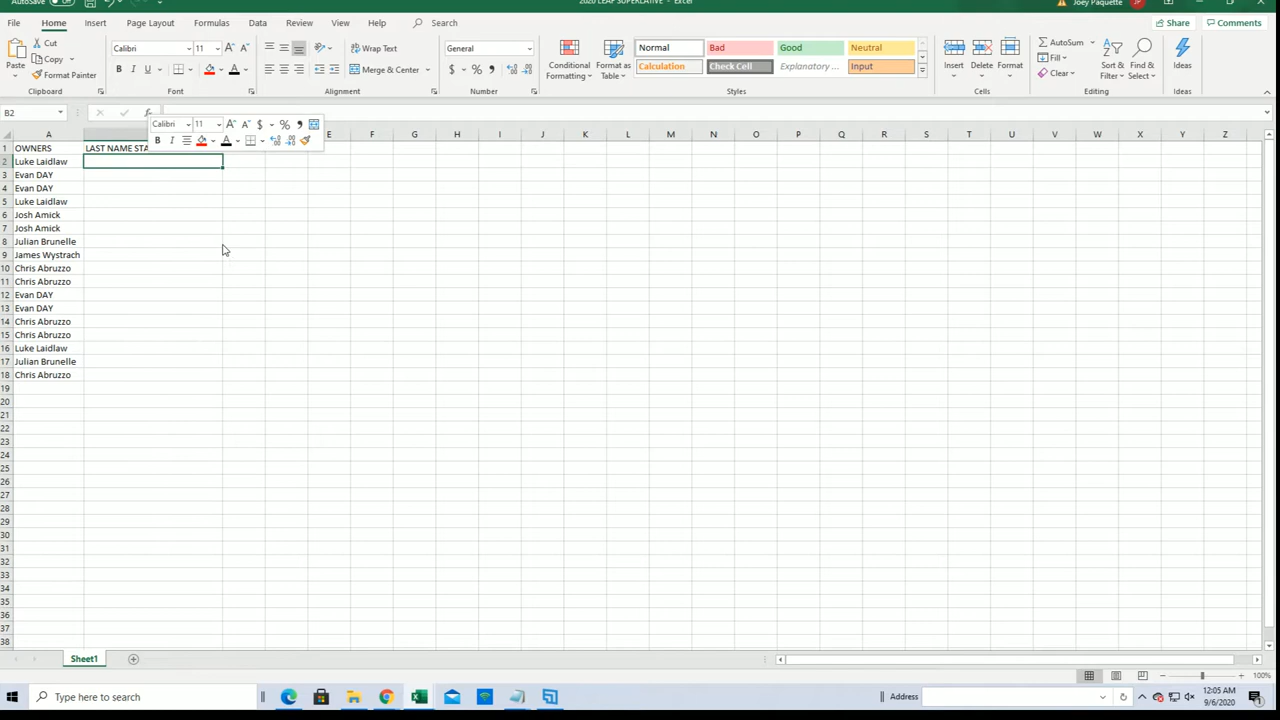 AutoSave
2020 LEAF SUPERLATIVE - Excel
Joey Paquette
JP
File Home Insert Page Layout Formulas Data Review View Help Search
Share Comments
Paste
Cut
Copy
Format Painter
Clipboard
Calibri 11
B I U
Font
Wrap Text
Merge & Center
Alignment
General
$ % ,
Number
Conditional Formatting
Format as Table
Normal Bad Good Neutral
Calculation Check Cell Explanatory ... Input
Styles
Insert Delete Format
Cells
AutoSum
Fill
Clear
Sort & Filter
Find & Select
Editing
Ideas
Ideas
B2 fx
Calibri 11 $ % ,
B I
A E F G H I J K L M N O P Q R S T U V W X Y Z
1 OWNERS LAST NAME STA
2 Luke Laidlaw
3 Evan DAY
4 Evan DAY
5 Luke Laidlaw
6 Josh Amick
7 Josh Amick
8 Julian Brunelle
9 James Wystrach
10 Chris Abruzzo
11 Chris Abruzzo
12 Evan DAY
13 Evan DAY
14 Chris Abruzzo
15 Chris Abruzzo
16 Luke Laidlaw
17 Julian Brunelle
18 Chris Abruzzo
19
20
21
22
23
24
25
26
27
28
29
30
31
32
33
34
35
36
37
38
Sheet1
100%
Type here to search
Address
12:05 AM
9/6/2020